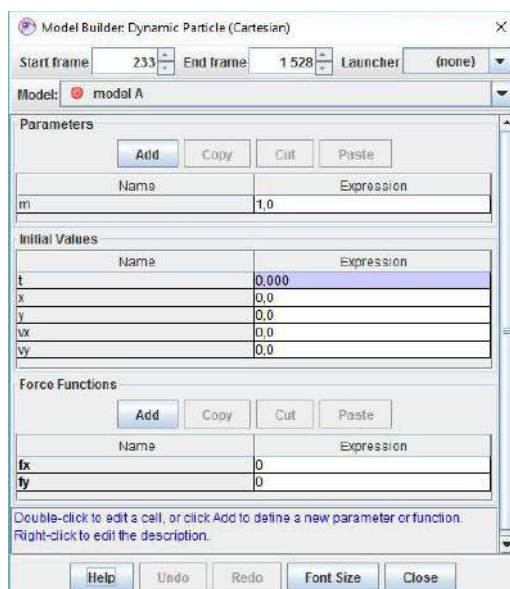 Model Builder: Dynamic Particle (Cartesian)
Start frame 233 End frame 1 528 Launcher (none)
Model: model A
Parameters
Add Copy Cut Paste
Name Expression
m 1,0
Initial Values
Name Expression
t 0,000
x 0,0
y 0,0
vx 0,0
vy 0,0
Force Functions
Add Copy Cut Paste
Name Expression
fx 0
fy 0
Double-click to edit a cell, or click Add to define a new parameter or function.
Right-click to edit the description.
Help Undo Redo Font Size Close